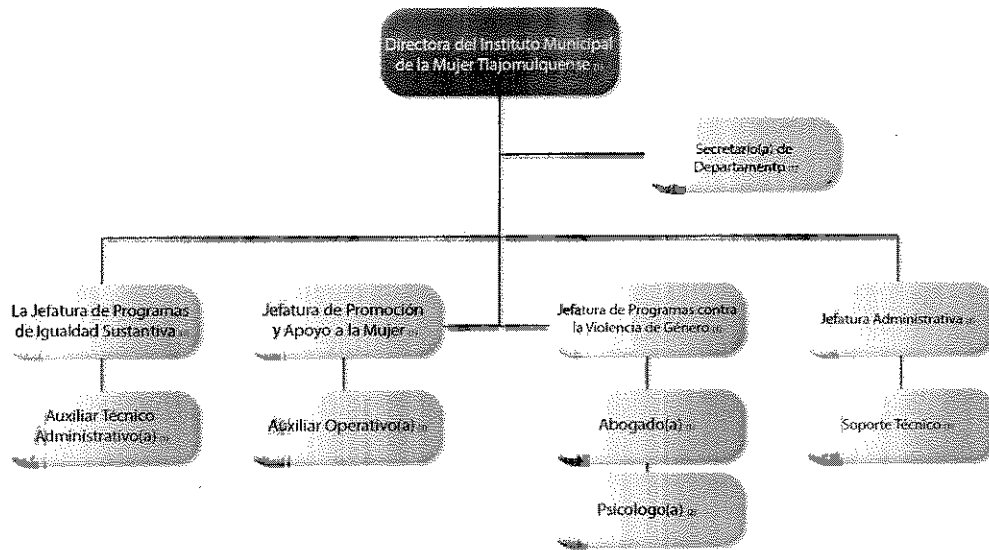 Directora del Instituto Municipal
de la Mujer Tlajomulquense
Secretario(a) de
Departamento
La Jefatura de Programas
de Igualdad Sustantiva
Jefatura de Promoción
y Apoyo a la Mujer
Jefatura de Programas contra
la Violencia de Género
Jefatura Administrativa
Auxiliar Técnico
Administrativo(a)
Auxiliar Operativo(a)
Abogado(a)
Soporte Técnico
Psicologo(a)